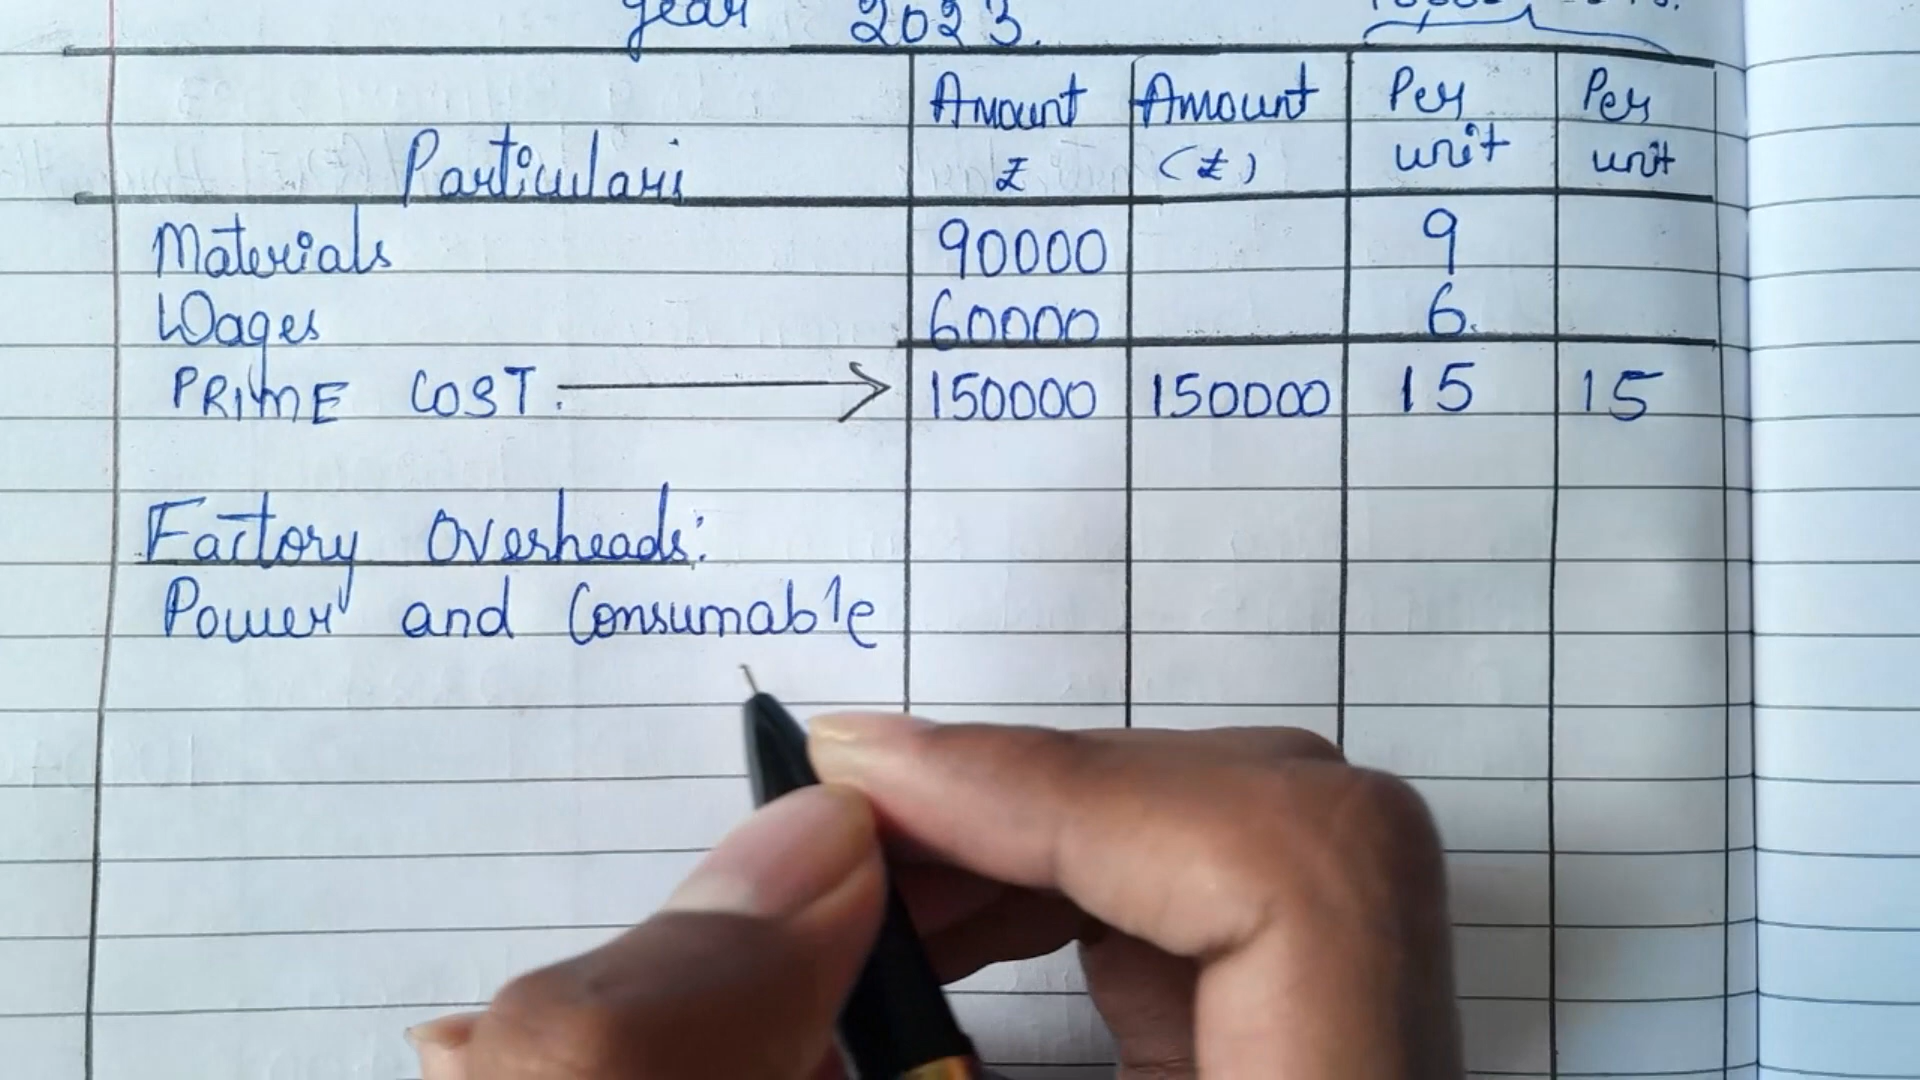 year 2023.
Particulars Amount ₹ Amount (₹) Per unit Per unit
Materials 90000 9
Wages 60000 6.
PRIME COST. 150000 150000 15 15
Factory Overheads:
Power and Consumable